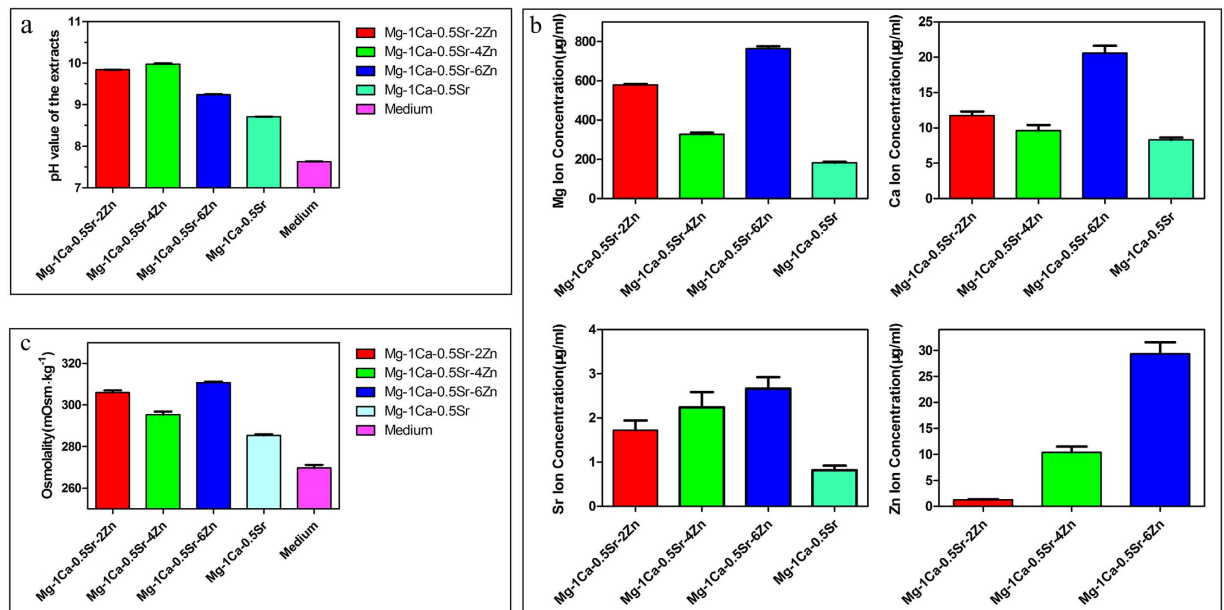 a
pH value of the extracts
11
10
9
8
7
Mg-1Ca-0.5Sr-2Zn
Mg-1Ca-0.5Sr-4Zn
Mg-1Ca-0.5Sr-6Zn
Mg-1Ca-0.5Sr
Medium
Mg-1Ca-0.5Sr-2Zn
Mg-1Ca-0.5Sr-4Zn
Mg-1Ca-0.5Sr-6Zn
Mg-1Ca-0.5Sr
Medium
b
Mg Ion Concentration(μg/ml)
800
600
400
200
0
Mg-1Ca-0.5Sr-2Zn
Mg-1Ca-0.5Sr-4Zn
Mg-1Ca-0.5Sr-6Zn
Mg-1Ca-0.5Sr
Ca Ion Concentration(μg/ml)
25
20
15
10
5
0
Mg-1Ca-0.5Sr-2Zn
Mg-1Ca-0.5Sr-4Zn
Mg-1Ca-0.5Sr-6Zn
Mg-1Ca-0.5Sr
Sr Ion Concentration(μg/ml)
4
3
2
1
0
Mg-1Ca-0.5Sr-2Zn
Mg-1Ca-0.5Sr-4Zn
Mg-1Ca-0.5Sr-6Zn
Mg-1Ca-0.5Sr
Zn Ion Concentration(μg/ml)
30
25
20
15
10
5
0
Mg-1Ca-0.5Sr-2Zn
Mg-1Ca-0.5Sr-4Zn
Mg-1Ca-0.5Sr-6Zn
c
Osmolality(mOsm·kg⁻¹)
320
300
280
260
Mg-1Ca-0.5Sr-2Zn
Mg-1Ca-0.5Sr-4Zn
Mg-1Ca-0.5Sr-6Zn
Mg-1Ca-0.5Sr
Medium
Mg-1Ca-0.5Sr-2Zn
Mg-1Ca-0.5Sr-4Zn
Mg-1Ca-0.5Sr-6Zn
Mg-1Ca-0.5Sr
Medium